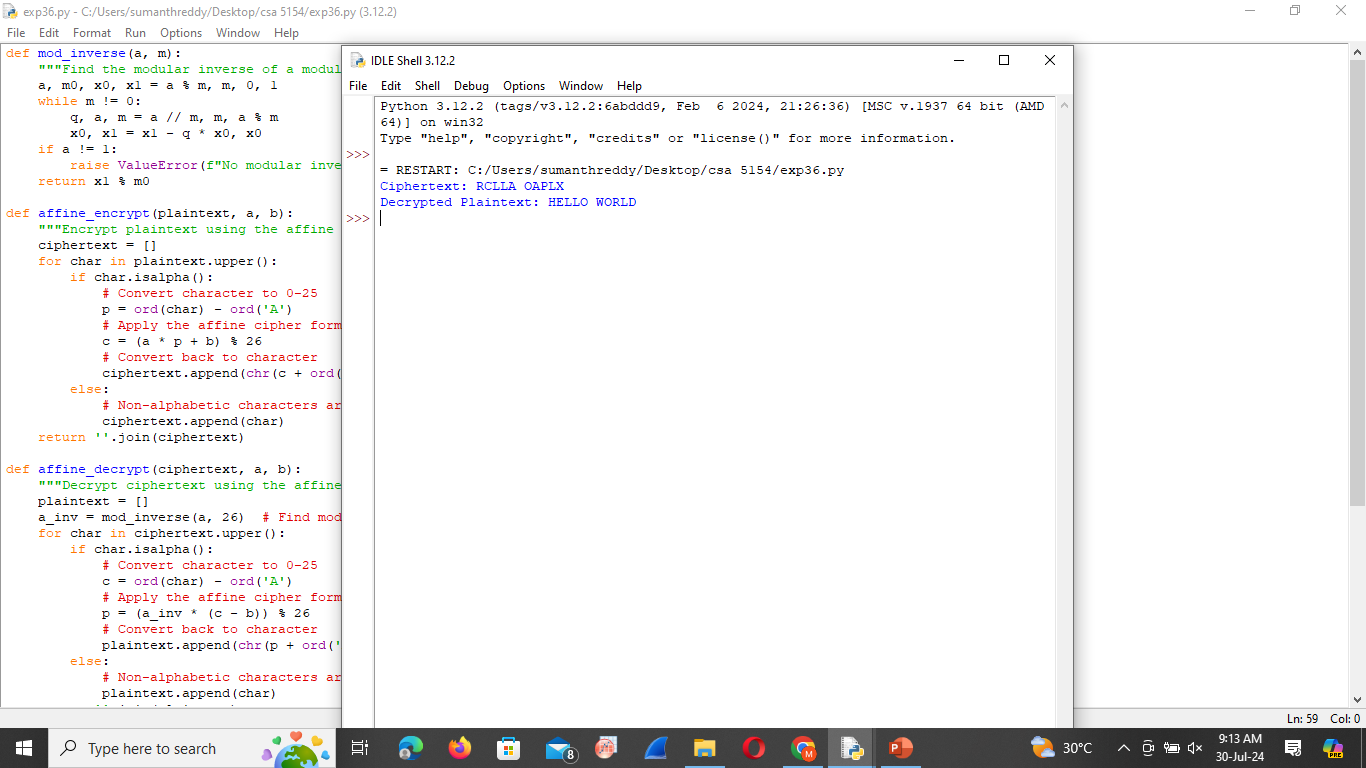 exp36.py - C:/Users/sumanthreddy/Desktop/csa 5154/exp36.py (3.12.2)
File Edit Format Run Options Window Help
def mod_inverse(a, m):
    """Find the modular inverse of a modul
    a, m0, x0, x1 = a % m, m, 0, 1
    while m != 0:
        q, a, m = a // m, m, a % m
        x0, x1 = x1 - q * x0, x0
    if a != 1:
        raise ValueError(f"No modular inve
    return x1 % m0
def affine_encrypt(plaintext, a, b):
    """Encrypt plaintext using the affine
    ciphertext = []
    for char in plaintext.upper():
        if char.isalpha():
            # Convert character to 0-25
            p = ord(char) - ord('A')
            # Apply the affine cipher form
            c = (a * p + b) % 26
            # Convert back to character
            ciphertext.append(chr(c + ord(
        else:
            # Non-alphabetic characters ar
            ciphertext.append(char)
    return ''.join(ciphertext)
def affine_decrypt(ciphertext, a, b):
    """Decrypt ciphertext using the affine
    plaintext = []
    a_inv = mod_inverse(a, 26)  # Find mod
    for char in ciphertext.upper():
        if char.isalpha():
            # Convert character to 0-25
            c = ord(char) - ord('A')
            # Apply the affine cipher form
            p = (a_inv * (c - b)) % 26
            # Convert back to character
            plaintext.append(chr(p + ord('
        else:
            # Non-alphabetic characters ar
            plaintext.append(char)
IDLE Shell 3.12.2
File Edit Shell Debug Options Window Help
Python 3.12.2 (tags/v3.12.2:6abddd9, Feb  6 2024, 21:26:36) [MSC v.1937 64 bit (AMD
64)] on win32
Type "help", "copyright", "credits" or "license()" for more information.
>>>
= RESTART: C:/Users/sumanthreddy/Desktop/csa 5154/exp36.py
Ciphertext: RCLLA OAPLX
Decrypted Plaintext: HELLO WORLD
>>>
Ln: 59 Col: 0
Type here to search
8
30°C
9:13 AM
30-Jul-24
PRE